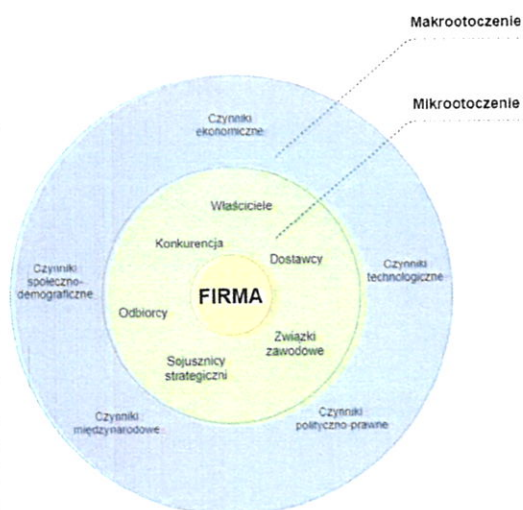 Makrootoczenie
Mikrootoczenie
Czynniki
ekonomiczne
Właściciele
Konkurencja
Dostawcy
Czynniki
społeczno-
demograficzne
Czynniki
technologiczne
FIRMA
Odbiorcy
Związki
zawodowe
Sojusznicy
strategiczni
Czynniki
międzynarodowe
Czynniki
polityczno-prawne